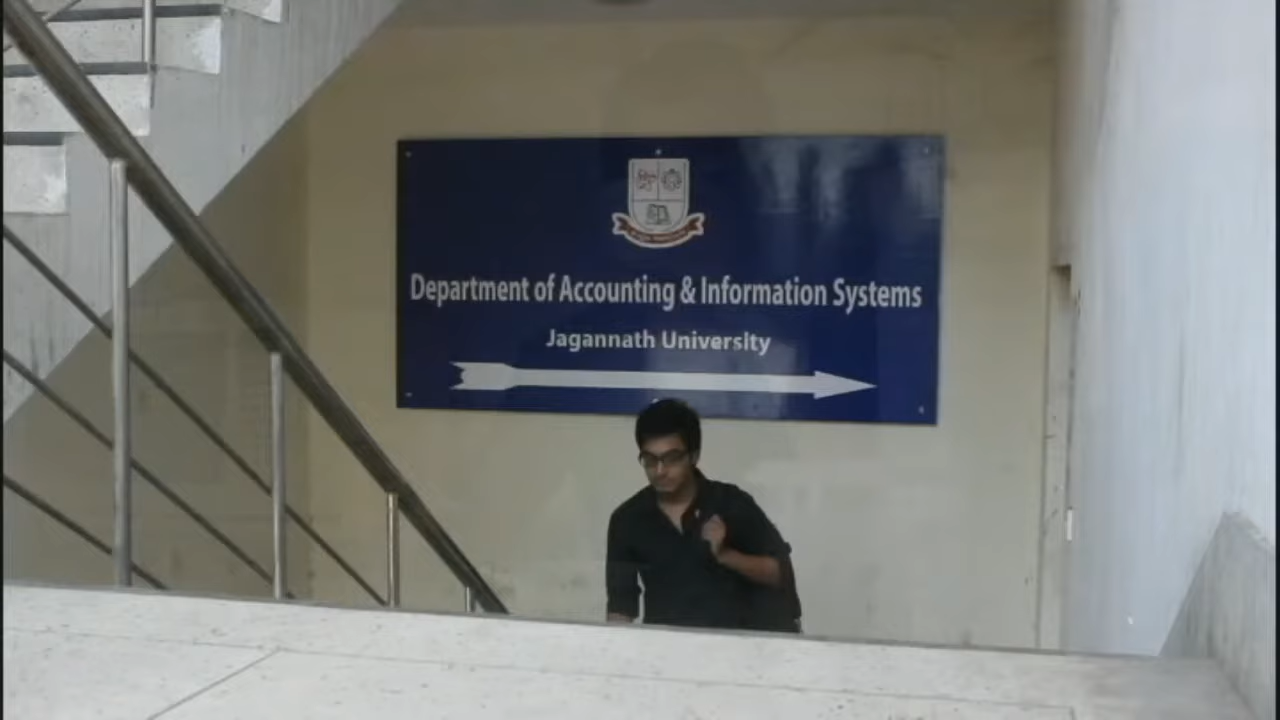 Department of Accounting & Information Systems
Jagannath University